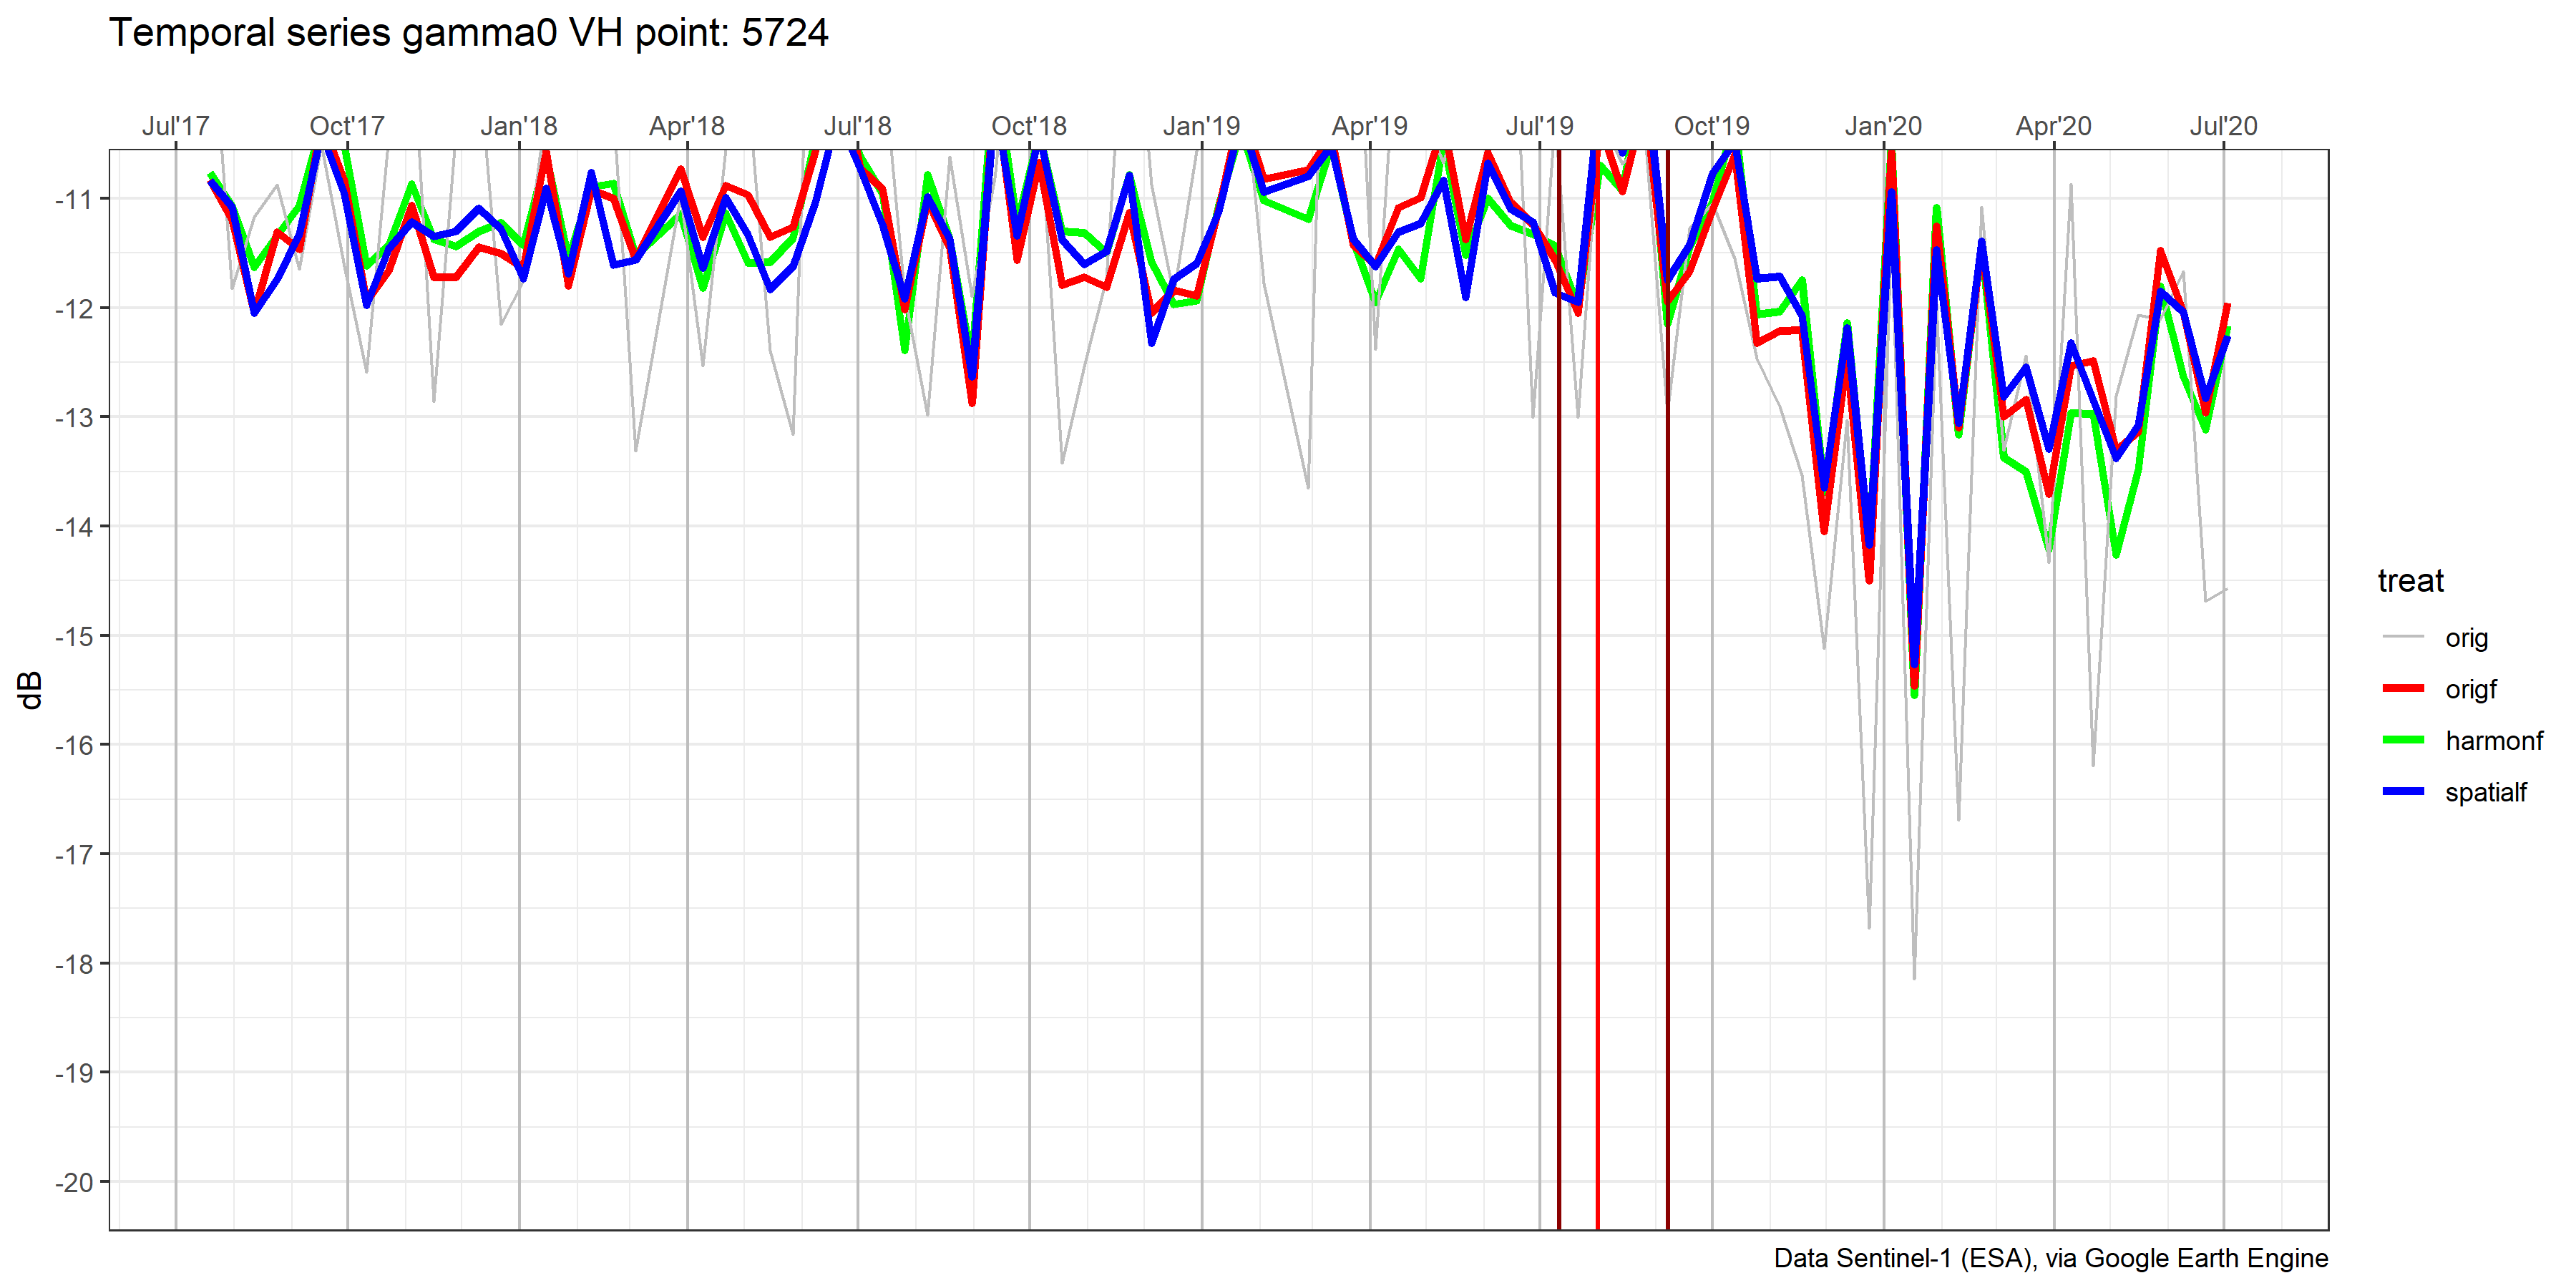 Temporal series gamma0 VH point: 5724
Jul'17 Oct'17 Jan'18 Apr'18 Jul'18 Oct'18 Jan'19 Apr'19 Jul'19 Oct'19 Jan'20 Apr'20 Jul'20
-11
-12
-13
-14
-15
-16
-17
-18
-19
-20
dB
treat
orig
origf
harmonf
spatialf
Data Sentinel-1 (ESA), via Google Earth Engine